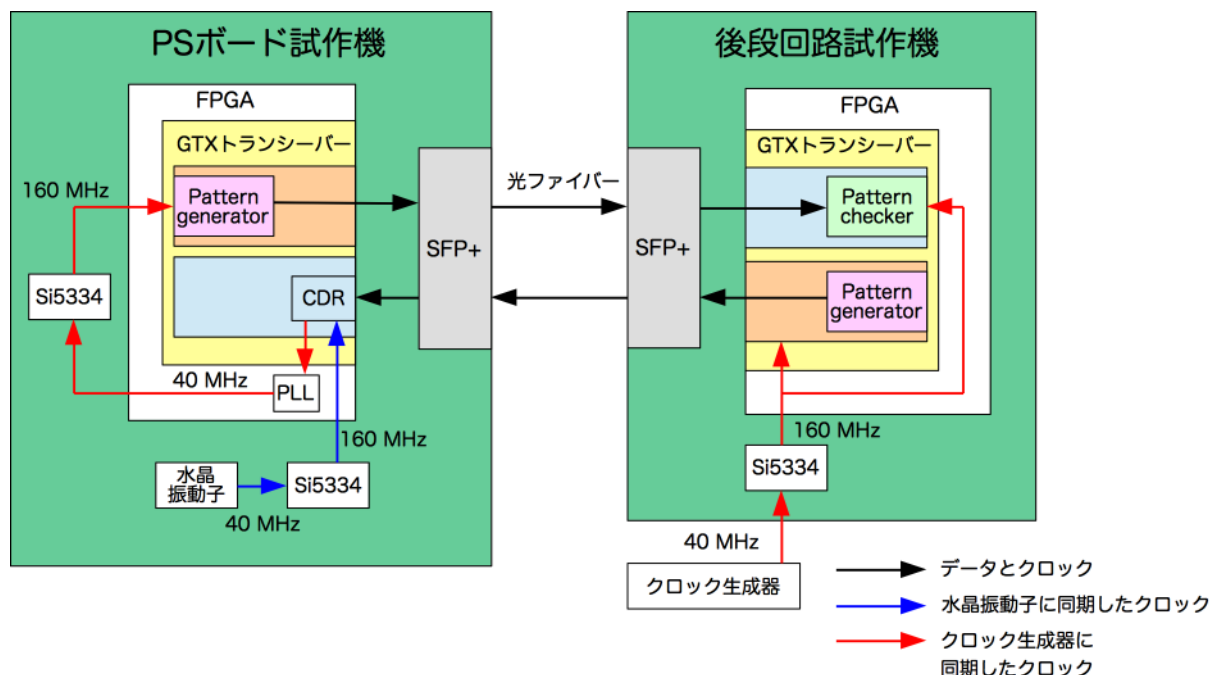 PSボード試作機
FPGA
GTXトランシーバー
160 MHz
Pattern
generator
SFP+
Si5334
CDR
40 MHz
PLL
160 MHz
水晶
振動子
Si5334
40 MHz
光ファイバー
後段回路試作機
FPGA
GTXトランシーバー
Pattern
checker
SFP+
Pattern
generator
160 MHz
Si5334
40 MHz
クロック生成器
データとクロック
水晶振動子に同期したクロック
クロック生成器に
同期したクロック